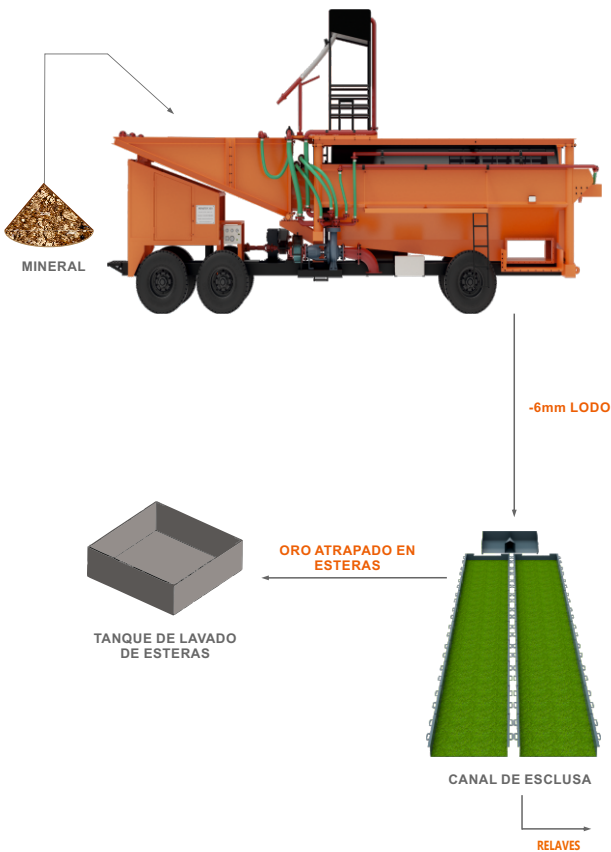 MINERAL
-6mm LODO
ORO ATRAPADO EN
ESTERAS
TANQUE DE LAVADO
DE ESTERAS
CANAL DE ESCLUSA
RELAVES